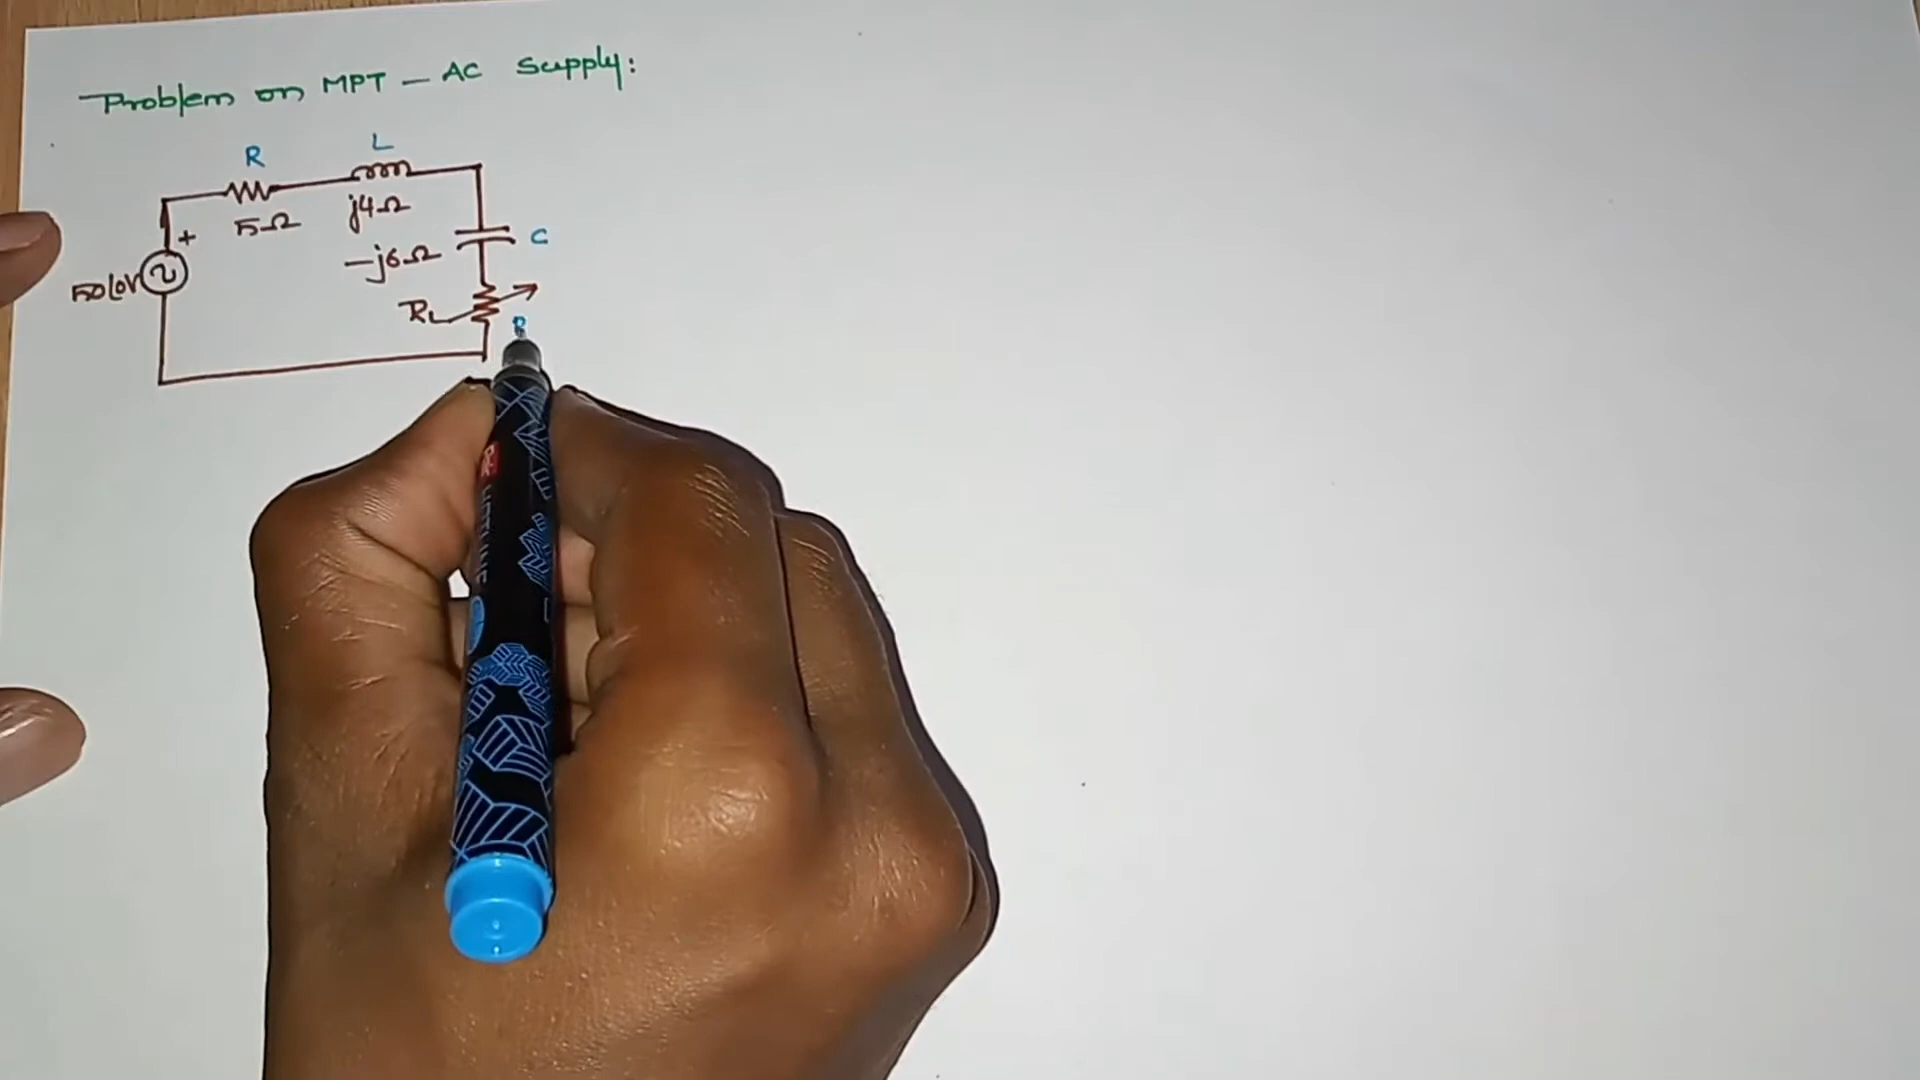 Problem on MPT - AC Supply:
R
L
5Ω
j4Ω
+
-j6Ω
C
50∠0V
RL
R